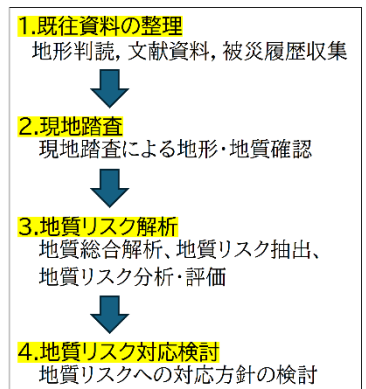 1.既往資料の整理
地形判読,文献資料,被災履歴収集
2.現地踏査
現地踏査による地形・地質確認
3.地質リスク解析
地質総合解析、地質リスク抽出、
地質リスク分析・評価
4.地質リスク対応検討
地質リスクへの対応方針の検討